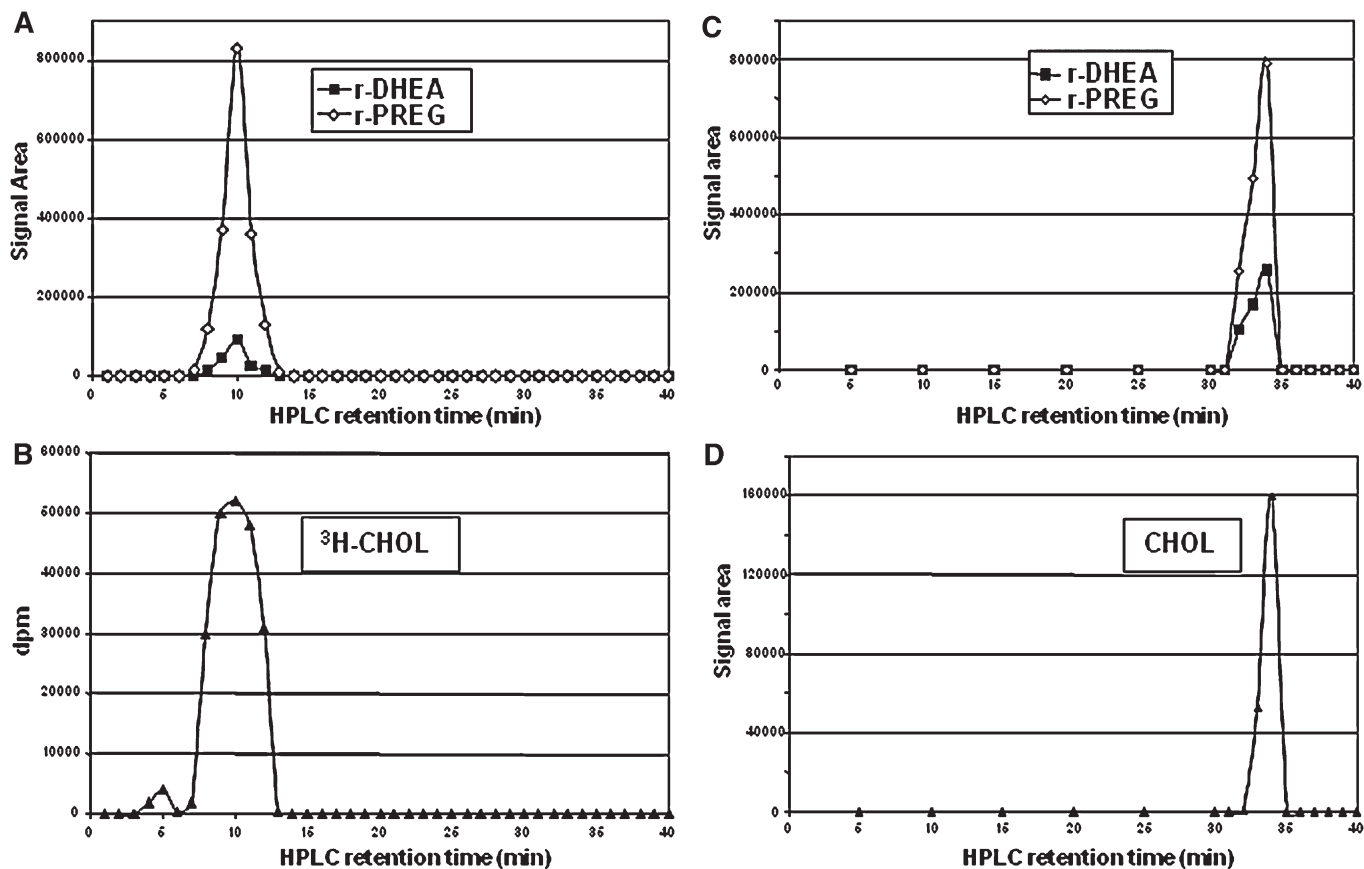 A
800000
600000
400000
200000
0
Signal Area
r-DHEA
r-PREG
0 5 10 15 20 25 30 35 40
HPLC retention time (min)
B
60000
50000
40000
30000
20000
10000
0
dpm
³H-CHOL
0 5 10 15 20 25 30 35 40
HPLC retention time (min)
C
800000
600000
400000
200000
0
Signal area
r-DHEA
r-PREG
0 5 10 15 20 25 30 35 40
HPLC retention time (min)
D
160000
120000
80000
40000
0
Signal area
CHOL
0 5 10 15 20 25 30 35 40
HPLC retention time (min)